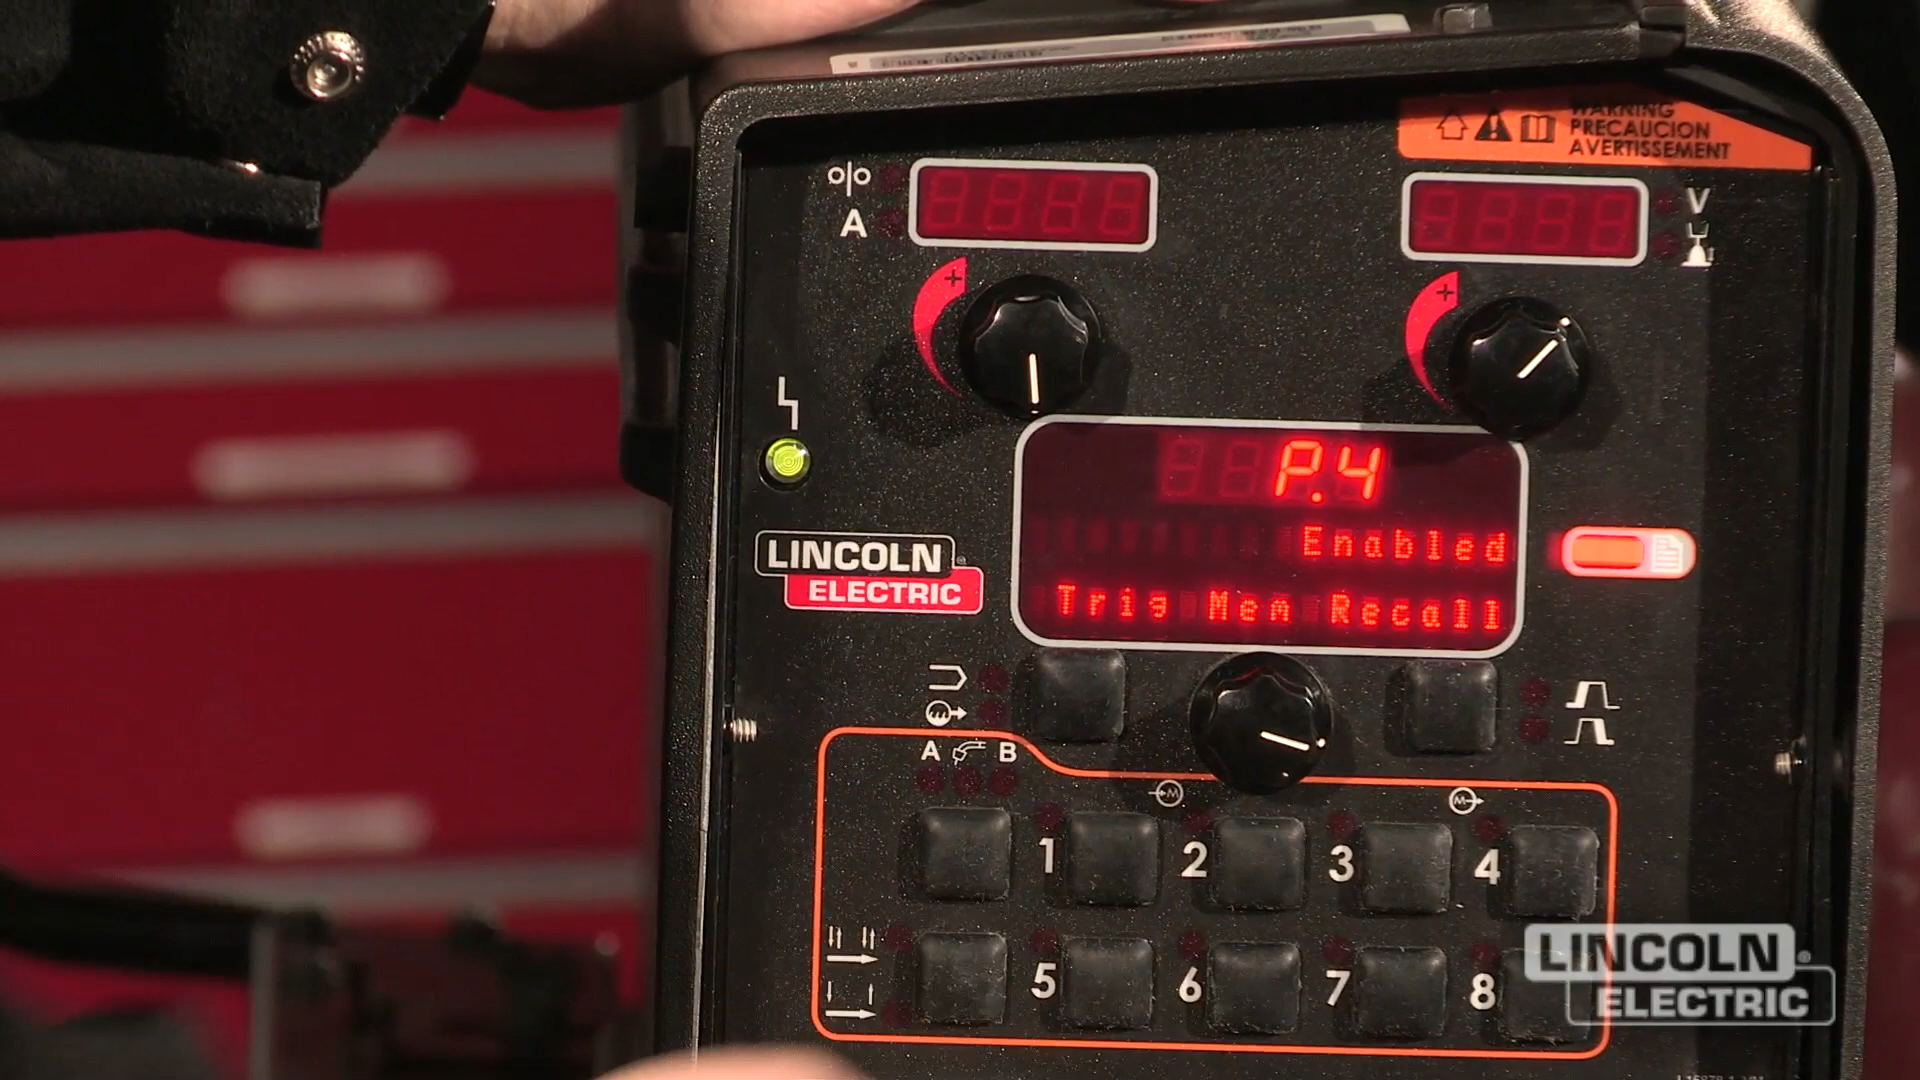 WARNING
PRECAUCION
AVERTISSEMENT
A
V
+
+
P.4
Enabled
Trig Mem Recall
LINCOLN
ELECTRIC
A B
M
M
1 2 3 4
5 6 7 8
LINCOLN®
ELECTRIC